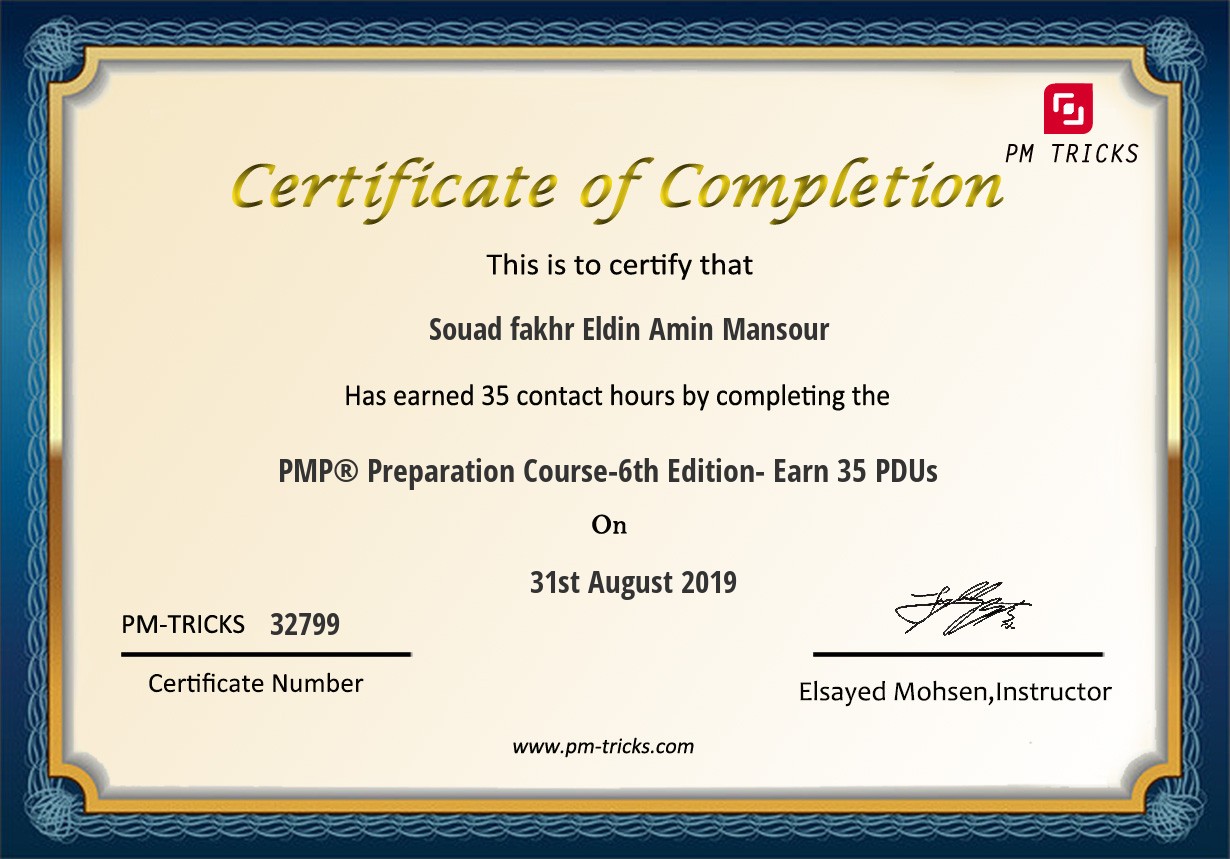 PM TRICKS
Certificate of Completion
This is to certify that
Souad fakhr Eldin Amin Mansour
Has earned 35 contact hours by completing the
PMP® Preparation Course-6th Edition- Earn 35 PDUs
On
31st August 2019
PM-TRICKS 32799
Certificate Number
Elsayed Mohsen,Instructor
www.pm-tricks.com